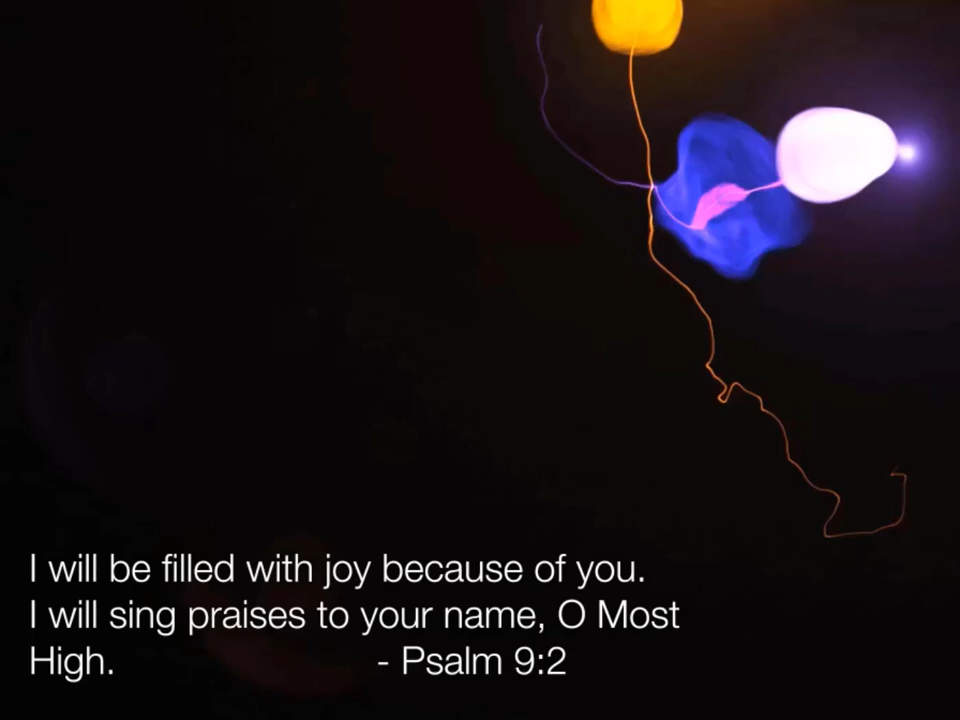 I will be filled with joy because of you.
I will sing praises to your name, O Most
High. - Psalm 9:2